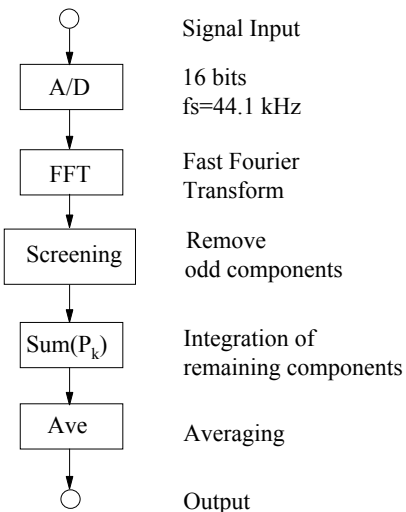 Signal Input
A/D
16 bits
fs=44.1 kHz
FFT
Fast Fourier
Transform
Screening
Remove
odd components
Sum(Pk)
Integration of
remaining components
Ave
Averaging
Output